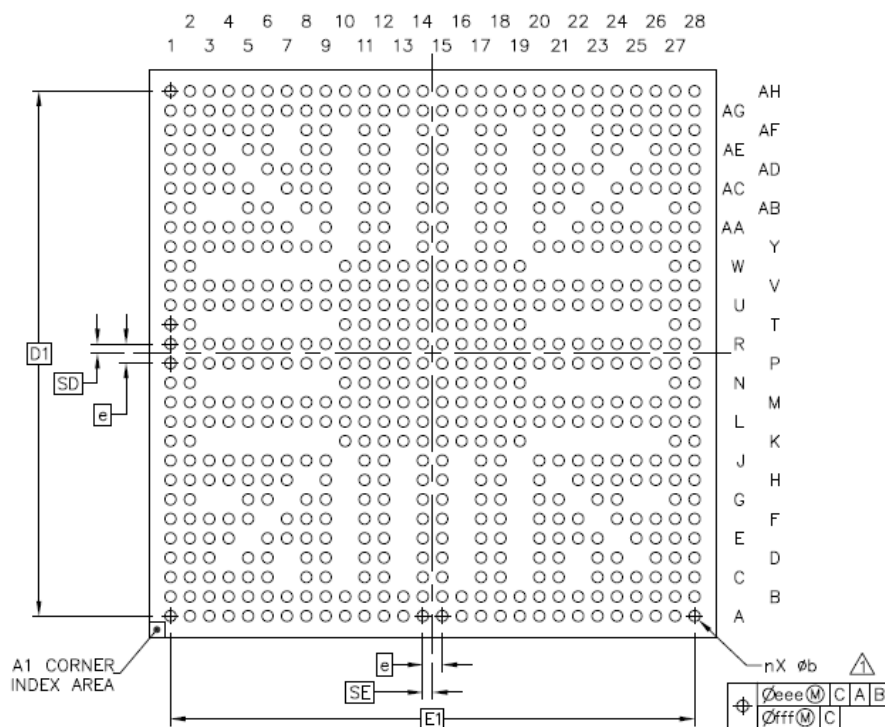 2 4 6 8 10 12 14 16 18 20 22 24 26 28
1 3 5 7 9 11 13 15 17 19 21 23 25 27
AH
AG
AF
AE
AD
AC
AB
AA
Y
W
V
U
T
R
P
N
M
L
K
J
H
G
F
E
D
C
B
A
D1
SD
e
A1 CORNER
INDEX AREA
e
SE
E1
nX øb 1
Øeee Ⓜ C A B
Øfff Ⓜ C